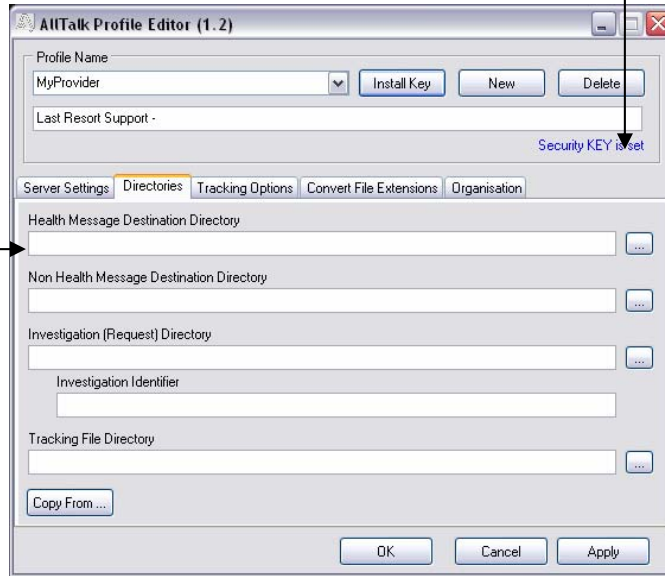 AllTalk Profile Editor (1.2)
Profile Name
MyProvider
Install Key
New
Delete
Last Resort Support -
Security KEY is set
Server Settings
Directories
Tracking Options
Convert File Extensions
Organisation
Health Message Destination Directory
...
Non Health Message Destination Directory
...
Investigation (Request) Directory
...
Investigation Identifier
Tracking File Directory
...
Copy From ...
OK
Cancel
Apply